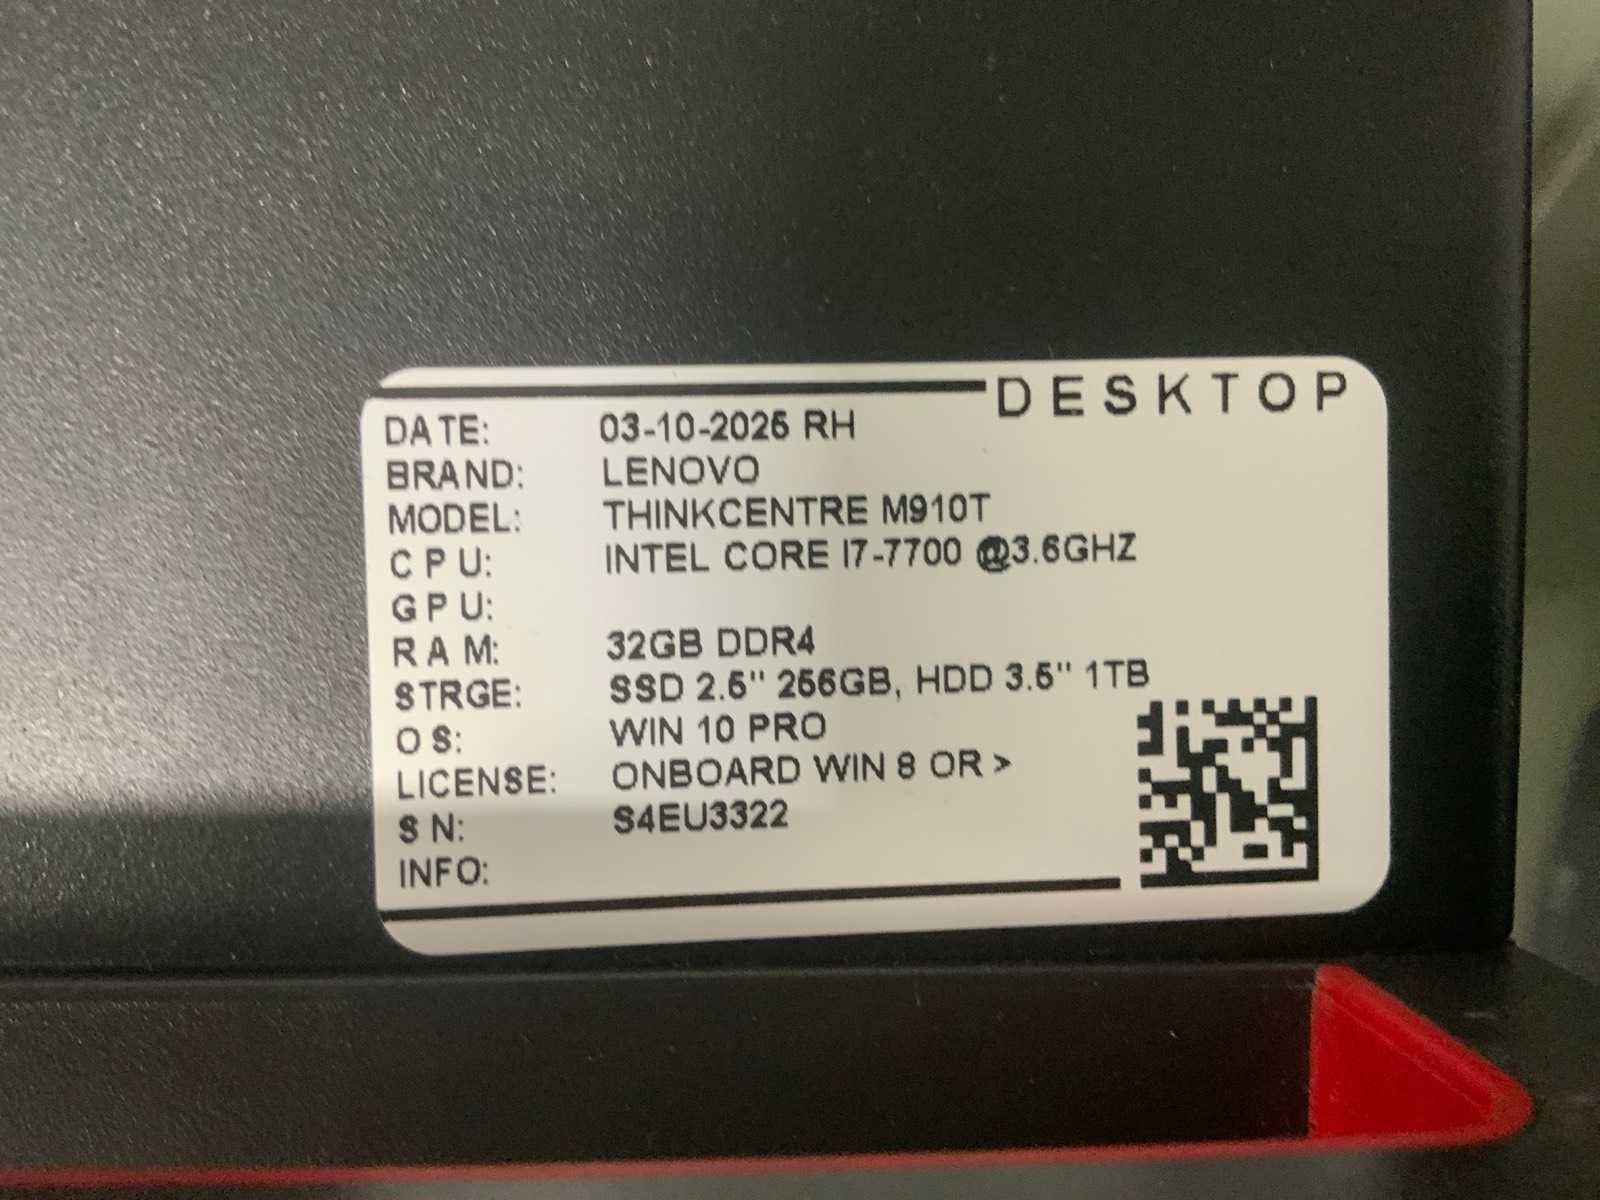 DESKTOP
DATE: 03-10-2025 RH
BRAND: LENOVO
MODEL: THINKCENTRE M910T
CPU: INTEL CORE I7-7700 @3.6GHZ
GPU:
RAM: 32GB DDR4
STRGE: SSD 2.5" 256GB, HDD 3.5" 1TB
OS: WIN 10 PRO
LICENSE: ONBOARD WIN 8 OR >
SN: S4EU3322
INFO: